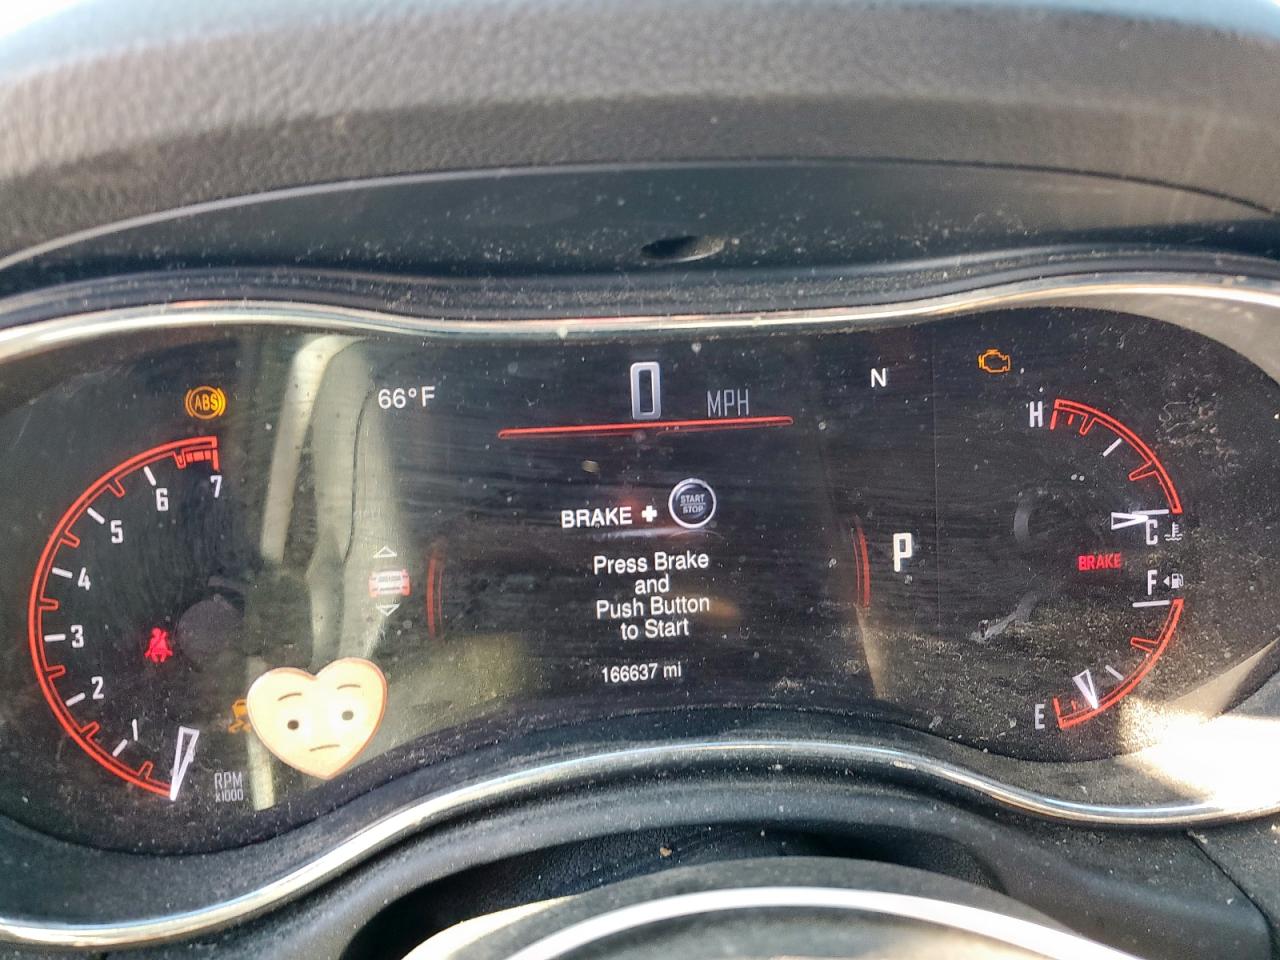 ABS
66°F
0 MPH
N
H
7
6
5
4
3
2
1
RPM
x1000
BRAKE + START
STOP
Press Brake
and
Push Button
to Start
166637 mi
P
C
BRAKE
F
E